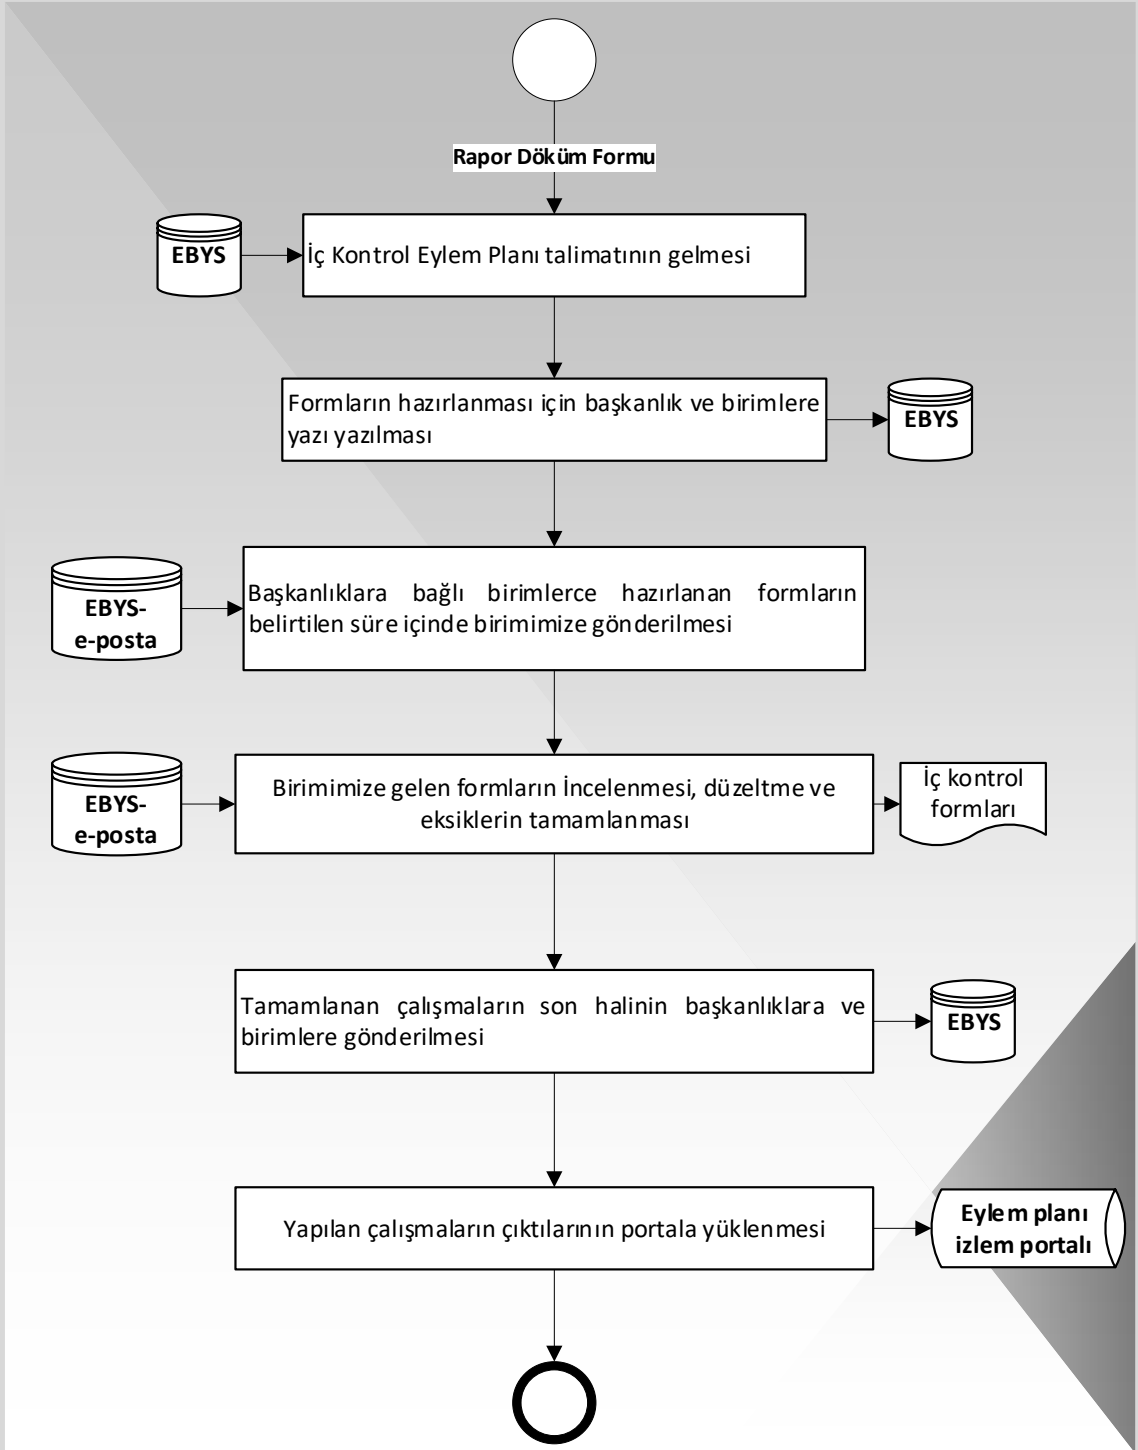 Rapor Döküm Formu
EBYS
İç Kontrol Eylem Planı talimatının gelmesi
Formların hazırlanması için başkanlık ve birimlere
yazı yazılması
EBYS
EBYS-
e-posta
Başkanlıklara bağlı birimlerce hazırlanan formların
belirtilen süre içinde birimimize gönderilmesi
EBYS-
e-posta
Birimimize gelen formların İncelenmesi, düzeltme ve
eksiklerin tamamlanması
İç kontrol
formları
Tamamlanan çalışmaların son halinin başkanlıklara ve
birimlere gönderilmesi
EBYS
Yapılan çalışmaların çıktılarının portala yüklenmesi
Eylem planı
izlem portalı